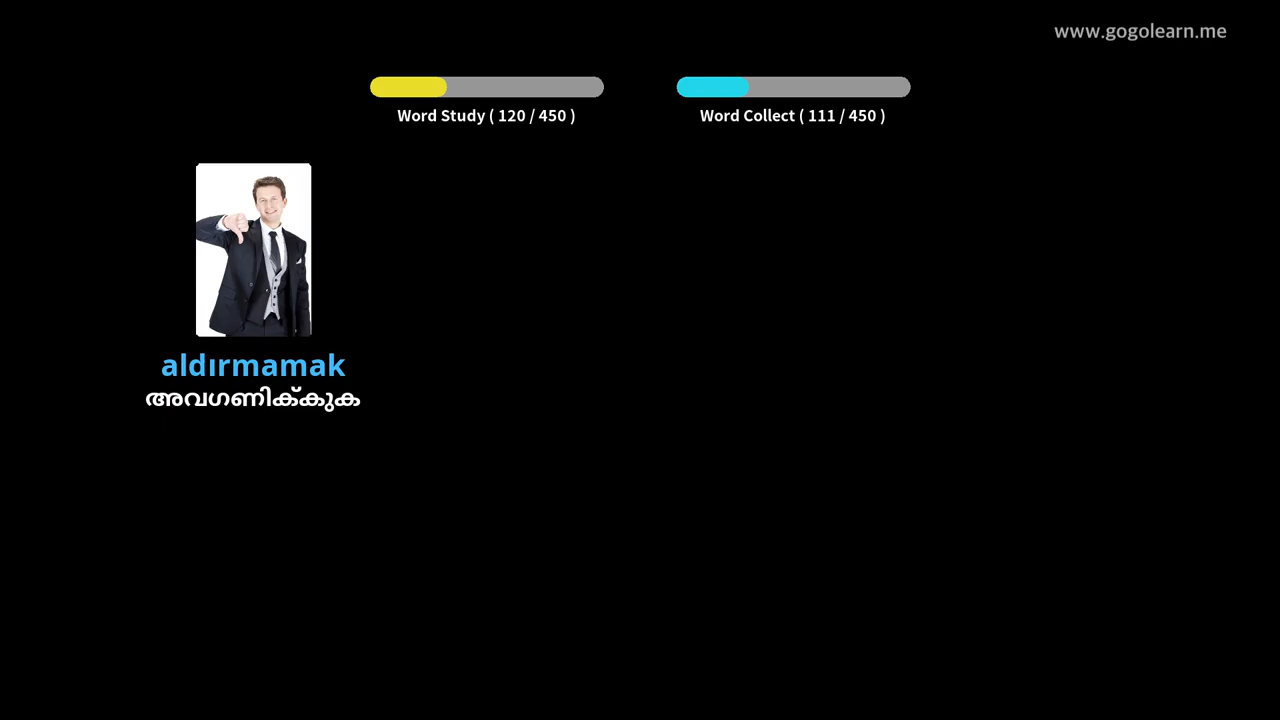 www.gogolearn.me
Word Study ( 120 / 450 )
Word Collect ( 111 / 450 )
aldırmamak
അവഗണിക്കുക